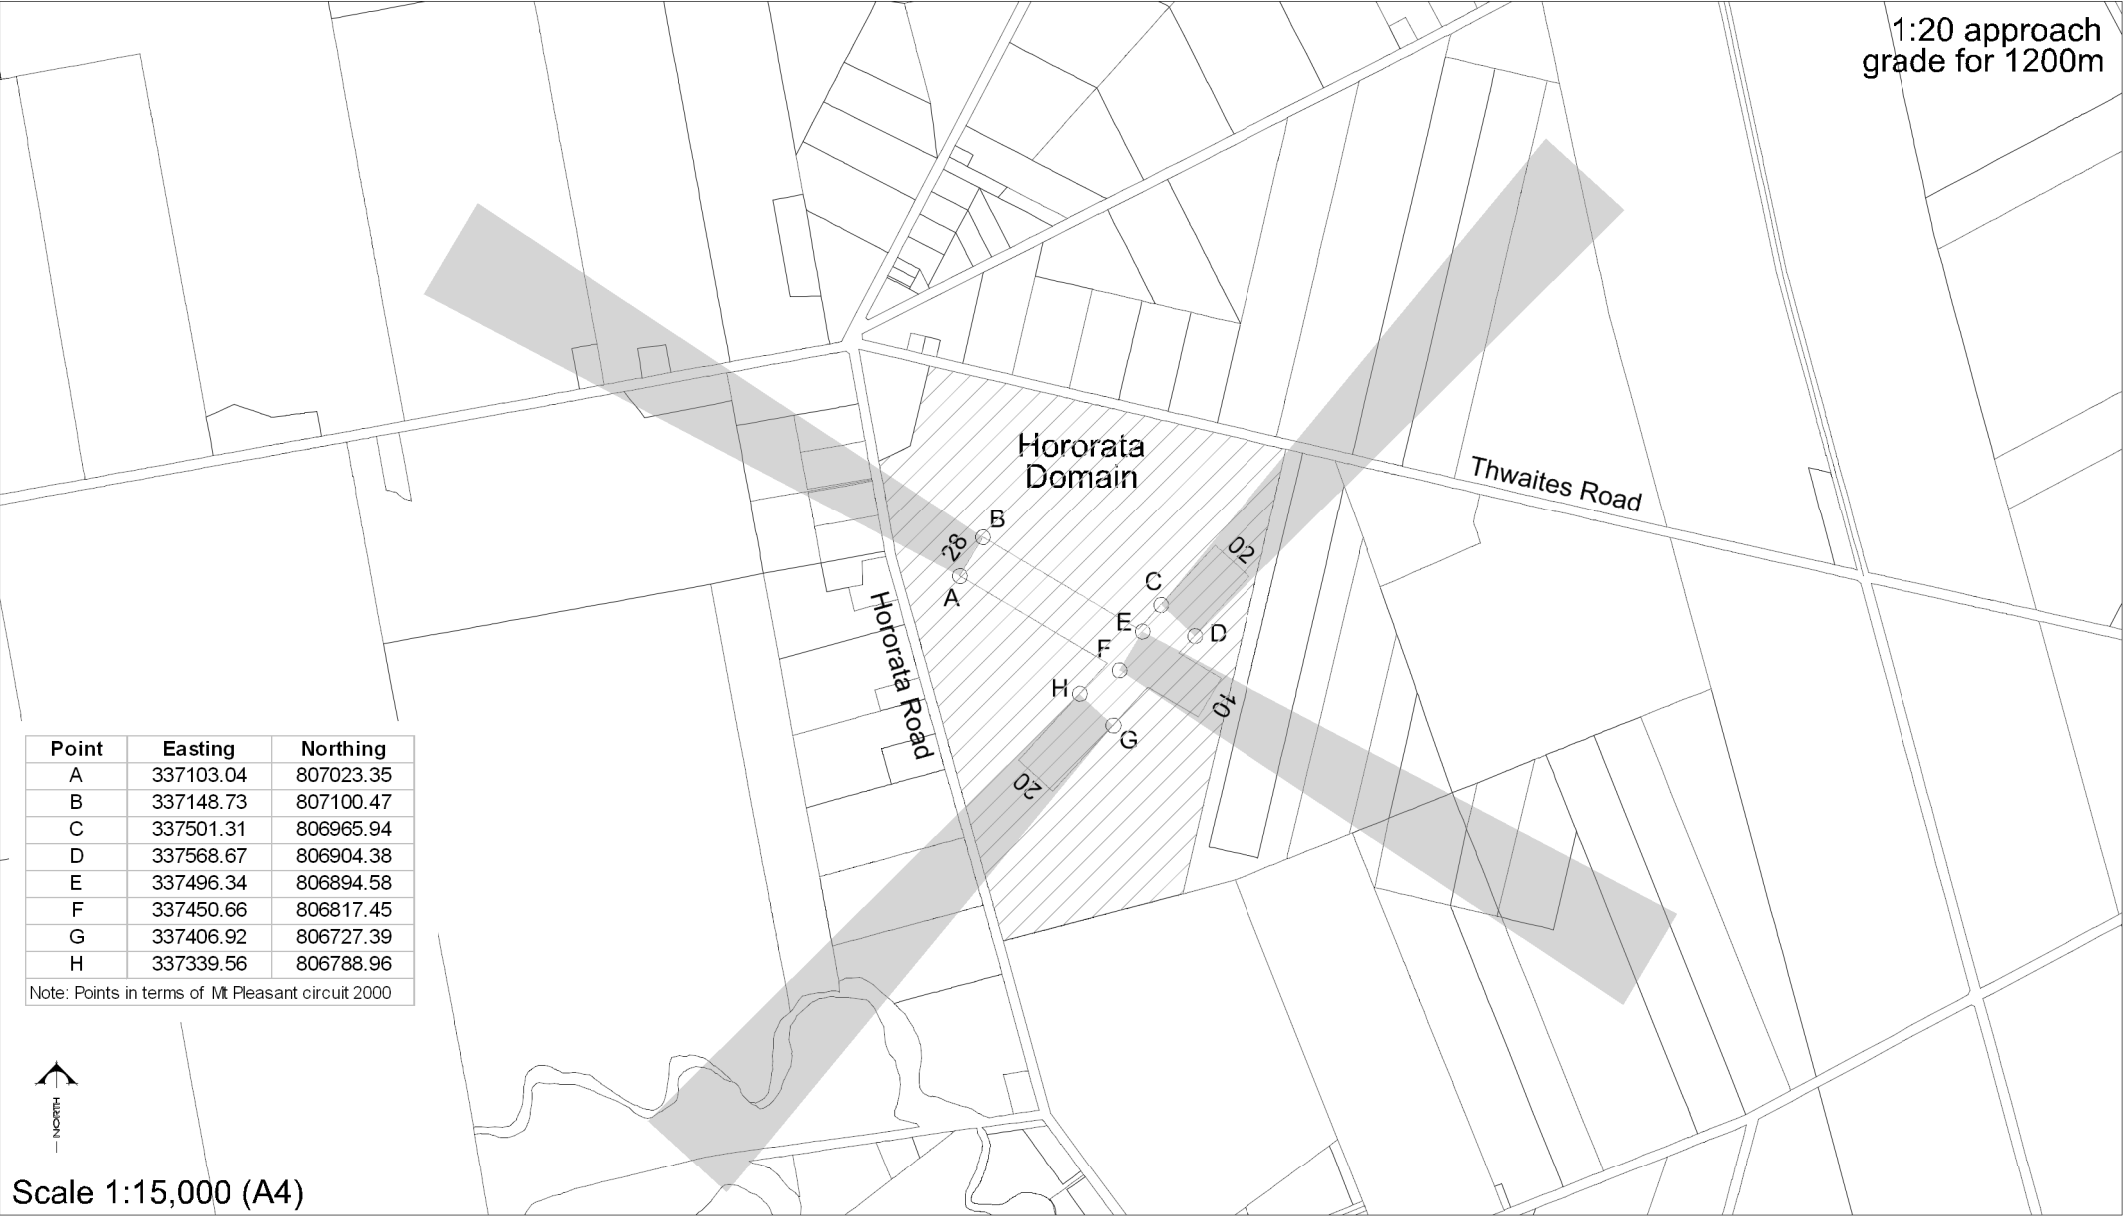 1:20 approach
grade for 1200m
Hororata
Domain
Thwaites Road
B
28
A
02
C
E
D
F
H
10
G
20
Hororata Road
Point Easting Northing
A 337103.04 807023.35
B 337148.73 807100.47
C 337501.31 806965.94
D 337568.67 806904.38
E 337496.34 806894.58
F 337450.66 806817.45
G 337406.92 806727.39
H 337339.56 806788.96
Note: Points in terms of Mt Pleasant circuit 2000
NORTH
Scale 1:15,000 (A4)